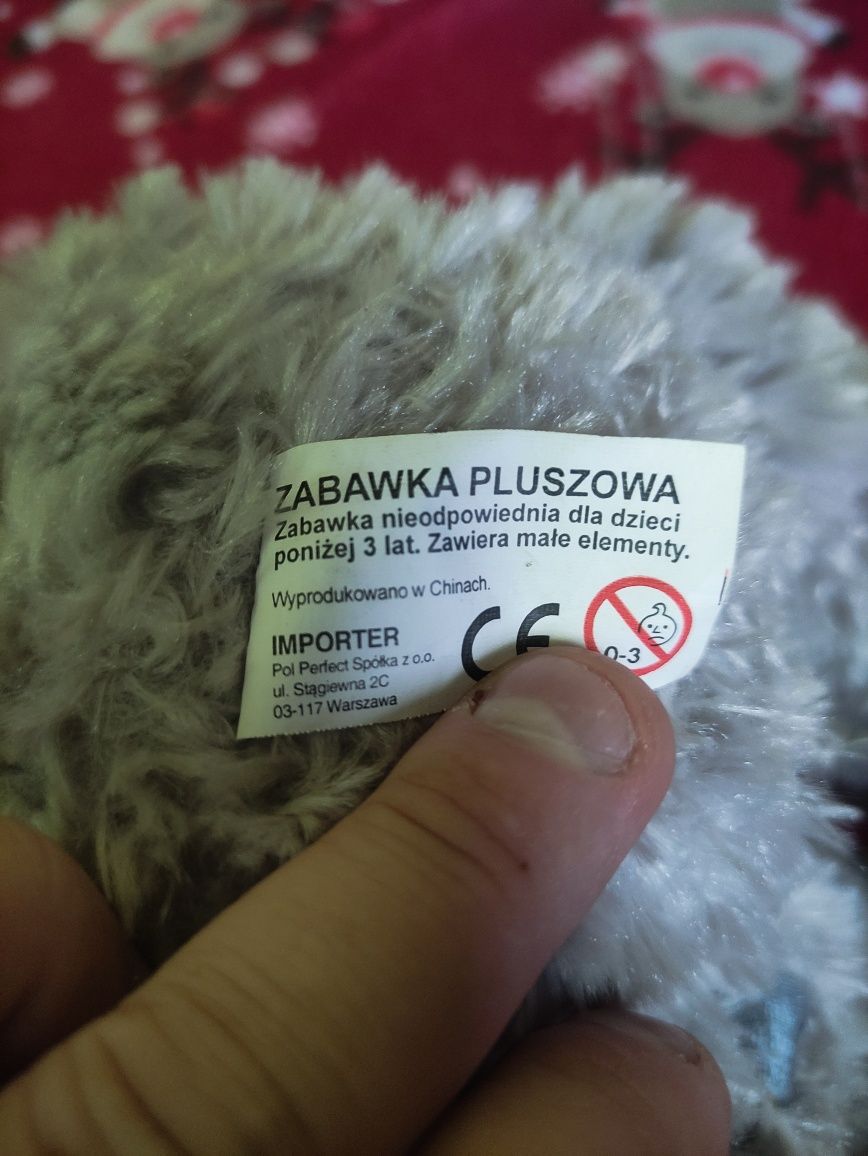 ZABAWKA PLUSZOWA
Zabawka nieodpowiednia dla dzieci
poniżej 3 lat. Zawiera małe elementy.
Wyprodukowano w Chinach.
IMPORTER
Pol Perfect Spółka z o.o.
ul. Stągiewna 2C
03-117 Warszawa
CE
0-3